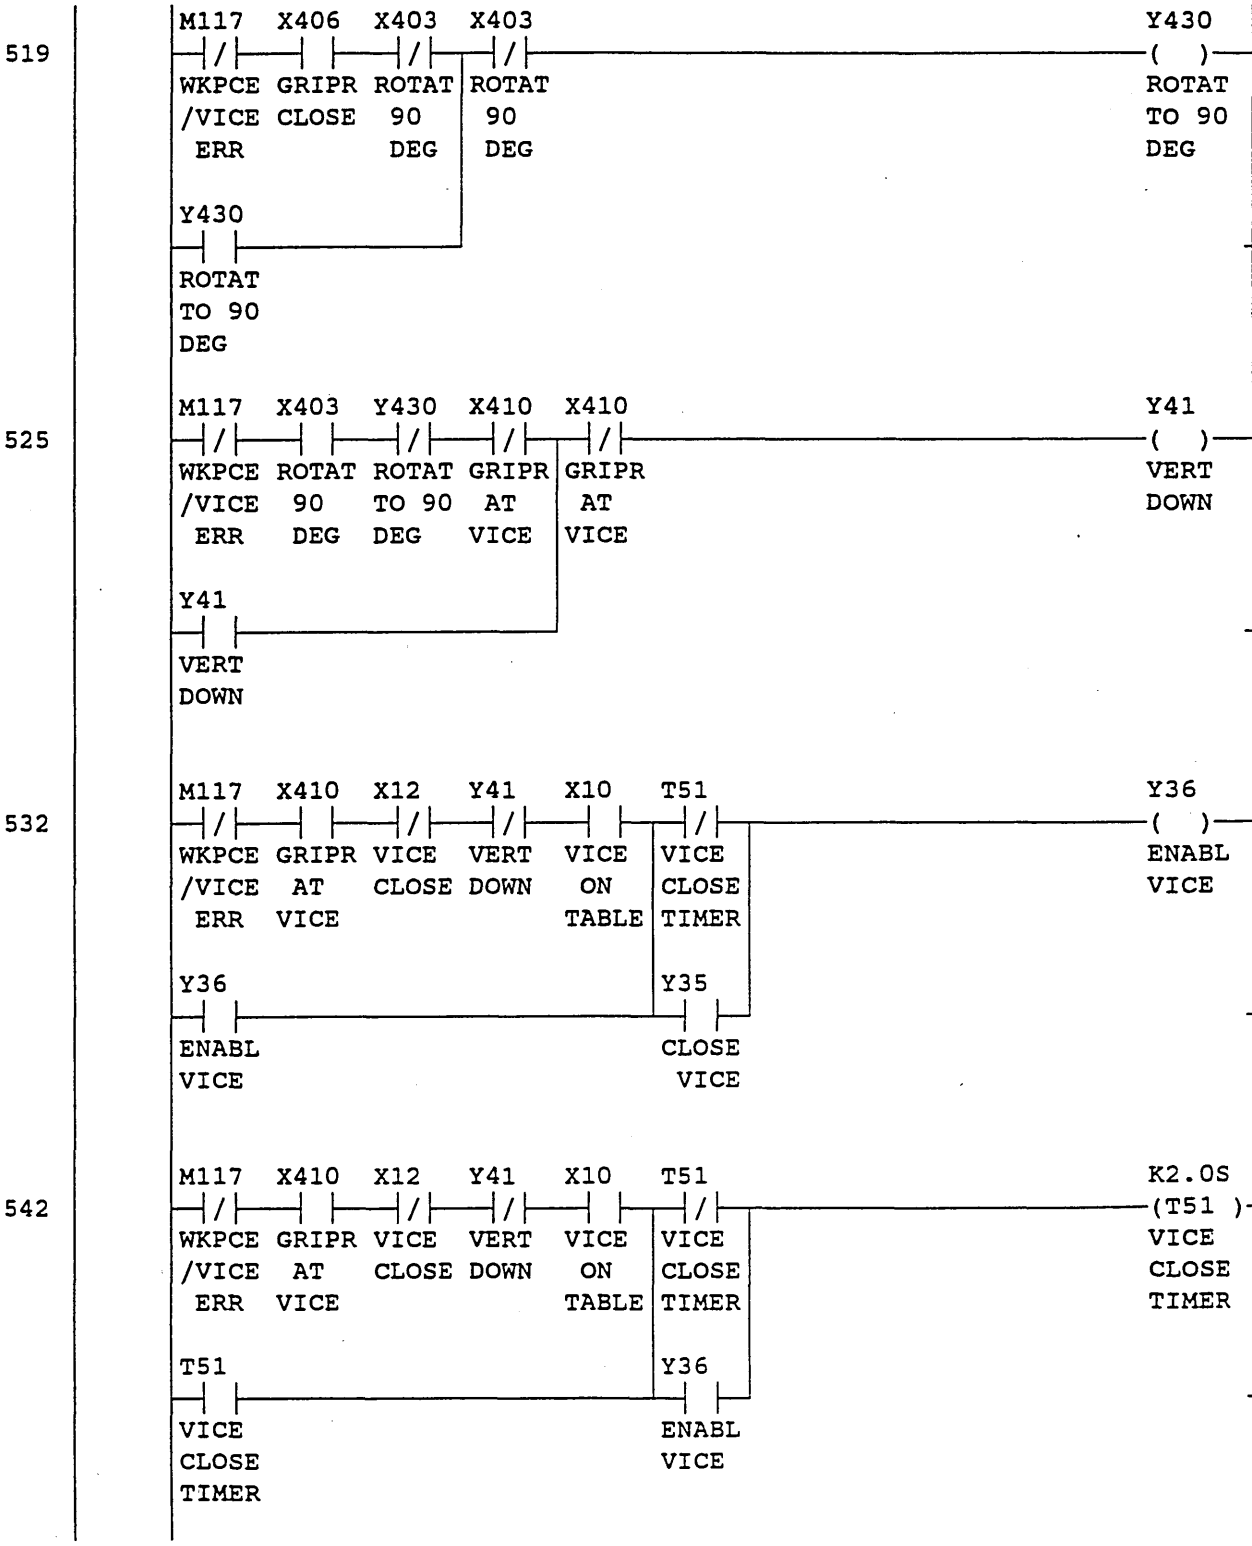 M117 X406 X403 X403 Y430
519 ( )
WKPCE GRIPR ROTAT ROTAT ROTAT
/VICE CLOSE 90 90 TO 90
ERR DEG DEG DEG
Y430
ROTAT
TO 90
DEG
M117 X403 Y430 X410 X410 Y41
525 ( )
WKPCE ROTAT ROTAT GRIPR GRIPR VERT
/VICE 90 TO 90 AT AT DOWN
ERR DEG DEG VICE VICE
Y41
VERT
DOWN
M117 X410 X12 Y41 X10 T51 Y36
532 ( )
WKPCE GRIPR VICE VERT VICE VICE ENABL
/VICE AT CLOSE DOWN ON CLOSE VICE
ERR VICE TABLE TIMER
Y36 Y35
ENABL CLOSE
VICE VICE
M117 X410 X12 Y41 X10 T51 K2.0S
542 (T51 )
WKPCE GRIPR VICE VERT VICE VICE VICE
/VICE AT CLOSE DOWN ON CLOSE CLOSE
ERR VICE TABLE TIMER TIMER
T51 Y36
VICE ENABL
CLOSE VICE
TIMER